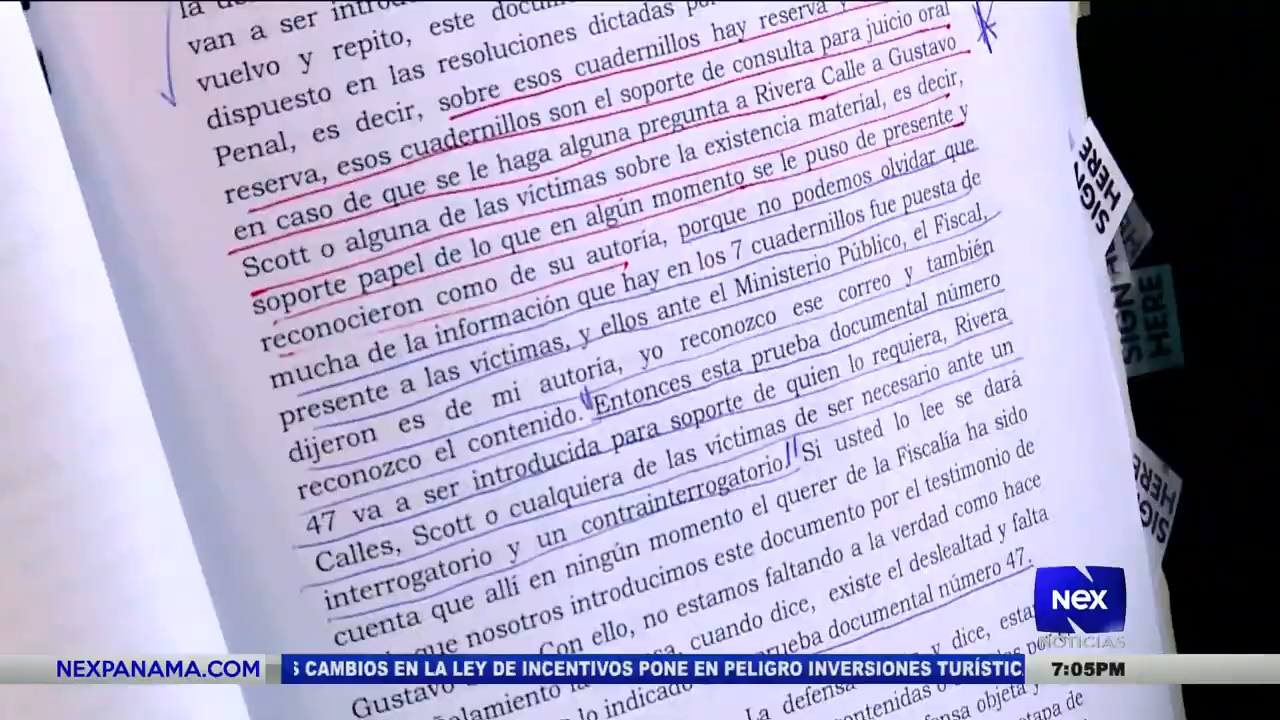 van a ser
vuelvo y repito, este
dispuesto en las resoluciones dictadas
Penal, es decir, sobre esos cuadernillos hay reserva y
reserva, esos cuadernillos son el soporte de consulta para juicio oral
en caso de que se le haga alguna pregunta a Rivera Calle a Gustavo
Scott o alguna de las víctimas sobre la existencia material, es decir,
soporte papel de lo que en algún momento se le puso de presente y
reconocieron como de su autoría, porque no podemos olvidar que
mucha de la información que hay en los 7 cuadernillos fue puesta de
presente a las víctimas, y ellos ante el Ministerio Público, el Fiscal,
dijeron es de mi autoría, yo reconozco ese correo y también
reconozco el contenido. Entonces esta prueba documental número
47 va a ser introducida para soporte de quien lo requiera, Rivera
Calles, Scott o cualquiera de las víctimas de ser necesario ante un
interrogatorio y un contrainterrogatorio. Si usted lo lee se dará
cuenta que allí en ningún momento el querer de la Fiscalía ha sido
que nosotros introducimos este documento por el testimonio de
Gustavo Con ello, no estamos faltando a la verdad como hace
cuando dice, existe el deslealtad y falta
lo indicado prueba documental número 47.
y dice,
La defensa
SIGN HERE
SIGN HERE
SIGN HERE
NEX
NOTICIAS
NEXPANAMA.COM
S CAMBIOS EN LA LEY DE INCENTIVOS PONE EN PELIGRO INVERSIONES TURÍSTIC
7:05PM